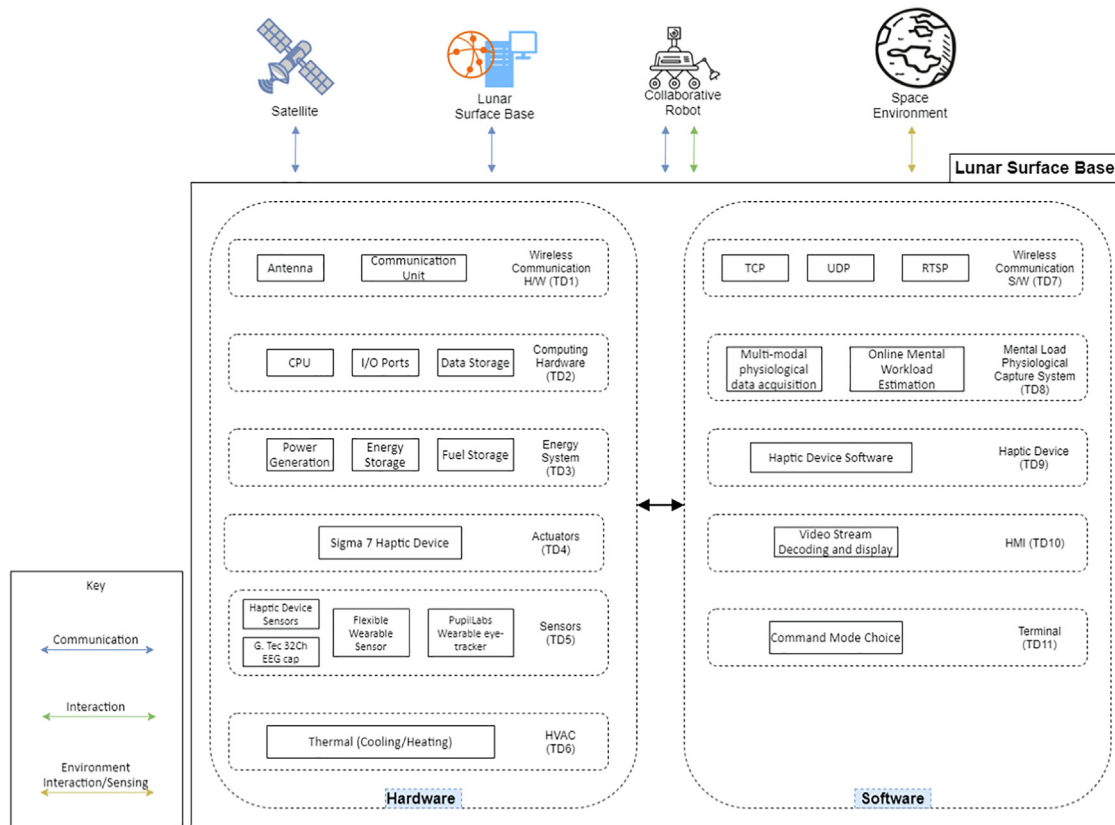 Satellite
Lunar
Surface Base
Collaborative
Robot
Space
Environment
Lunar Surface Base
Antenna
Communication
Unit
Wireless
Communication
H/W (TD1)
CPU
I/O Ports
Data Storage
Computing
Hardware
(TD2)
Power
Generation
Energy
Storage
Fuel Storage
Energy
System
(TD3)
Sigma 7 Haptic Device
Actuators
(TD4)
Haptic Device
Sensors
G. Tec 32Ch
EEG cap
Flexible
Wearable
Sensor
PupilLabs
Wearable eye-
tracker
Sensors
(TD5)
Thermal (Cooling/Heating)
HVAC
(TD6)
Hardware
TCP
UDP
RTSP
Wireless
Communication
S/W (TD7)
Multi-modal
physiological
data acquisition
Online Mental
Workload
Estimation
Mental Load
Physiological
Capture System
(TD8)
Haptic Device Software
Haptic Device
(TD9)
Video Stream
Decoding and display
HMI (TD10)
Command Mode Choice
Terminal
(TD11)
Software
Key
Communication
Interaction
Environment
Interaction/Sensing